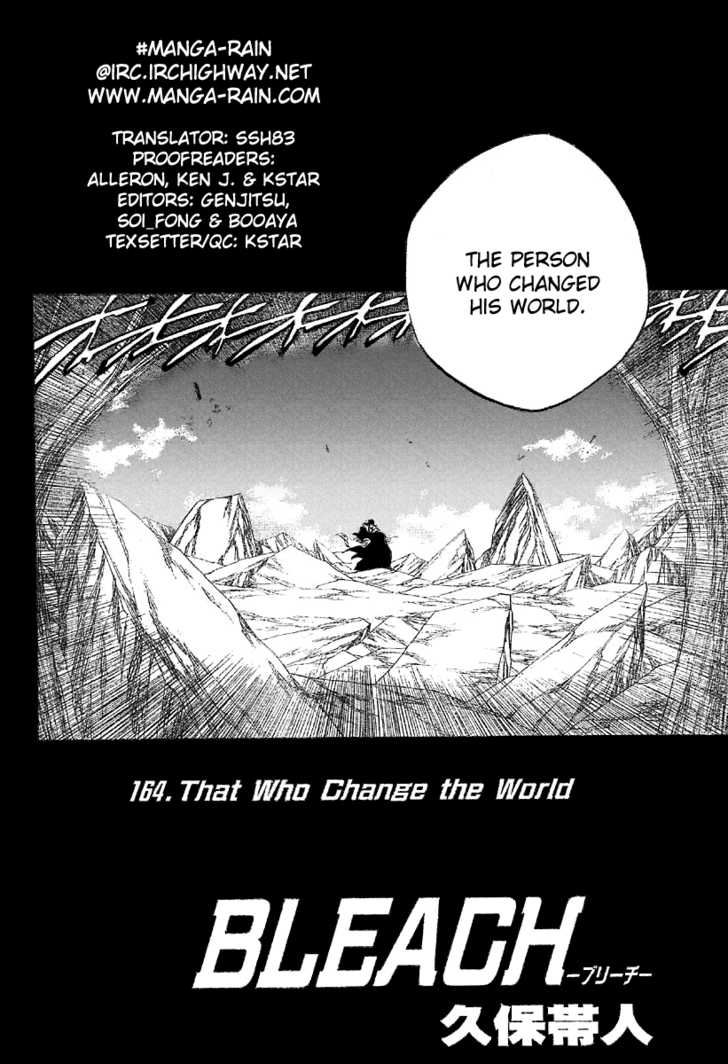 #MANGA-RAIN
@IRC.IRCHIGHWAY.NET
WWW.MANGA-RAIN.COM
TRANSLATOR: SSH83
PROOFREADERS:
ALLERON, KEN J. & KSTAR
EDITORS: GENJITSU,
SOI_FONG & BOOAYA
TEXSETTER/QC: KSTAR
THE PERSON
WHO CHANGED
HIS WORLD.
164. That Who Change the World
BLEACH
−ブリーチ−
久保帯人